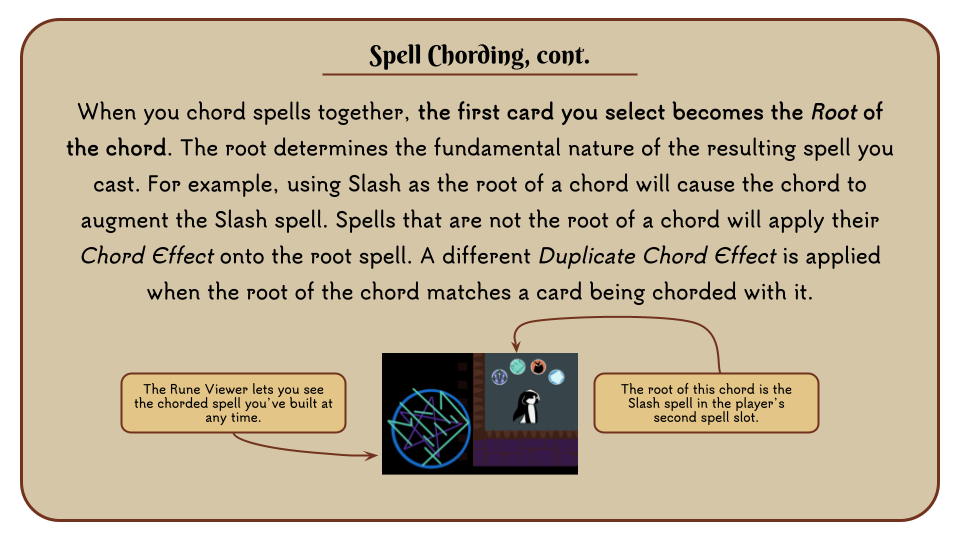 Spell Chording, cont.
When you chord spells together, the first card you select becomes the Root of
the chord. The root determines the fundamental nature of the resulting spell you
cast. For example, using Slash as the root of a chord will cause the chord to
augment the Slash spell. Spells that are not the root of a chord will apply their
Chord Effect onto the root spell. A different Duplicate Chord Effect is applied
when the root of the chord matches a card being chorded with it.
The Rune Viewer lets you see
the chorded spell you've built at
any time.
The root of this chord is the
Slash spell in the player's
second spell slot.